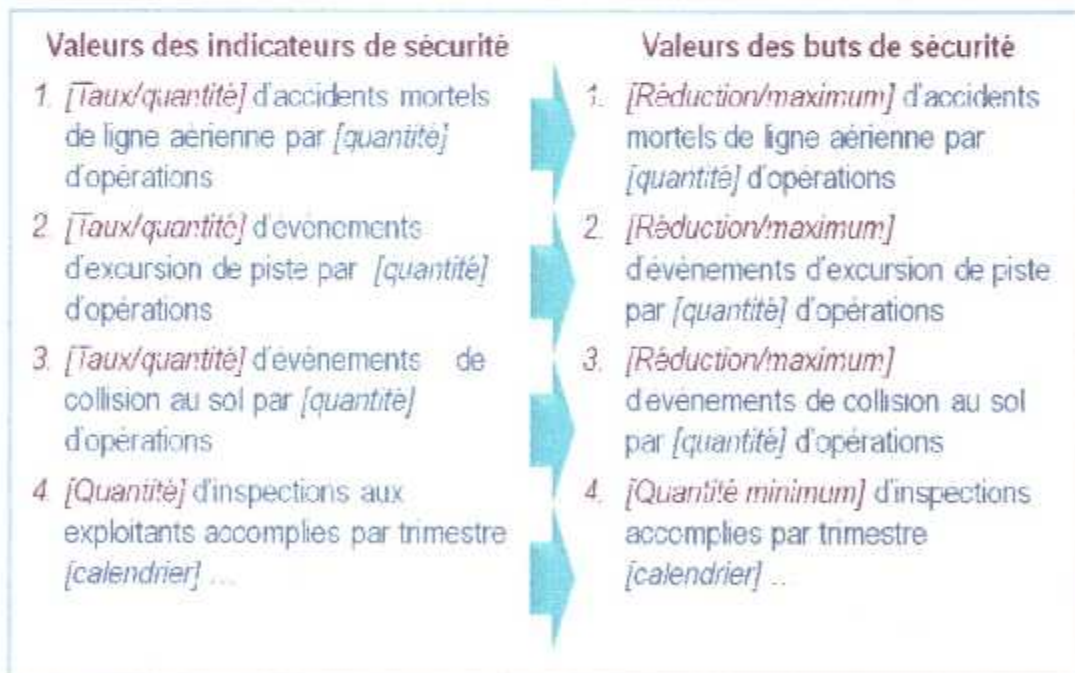 Valeurs des indicateurs de sécurité
1. [Taux/quantité] d'accidents mortels
de ligne aérienne par [quantité]
d'opérations
2. [Taux/quantité] d'évènements
d'excursion de piste par [quantité]
d'opérations
3. [Taux/quantité] d'évènements de
collision au sol par [quantité]
d'opérations
4. [Quantité] d'inspections aux
exploitants accomplies par trimestre
[calendrier] ...
Valeurs des buts de sécurité
1. [Réduction/maximum] d'accidents
mortels de ligne aérienne par
[quantité] d'opérations
2. [Réduction/maximum]
d'évènements d'excursion de piste
par [quantité] d'opérations
3. [Réduction/maximum]
d'évènements de collision au sol
par [quantité] d'opérations
4. [Quantité minimum] d'inspections
accomplies par trimestre
[calendrier] ..